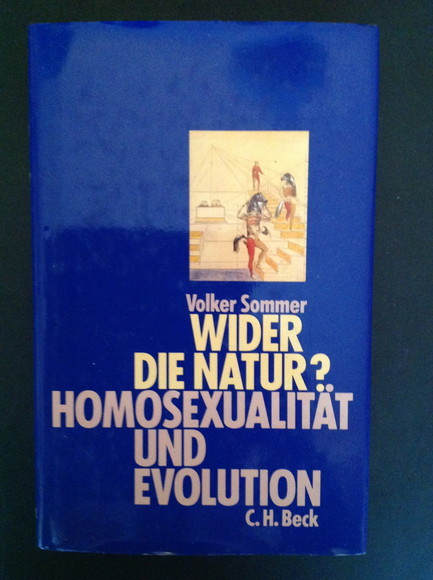 Volker Sommer
WIDER
DIE NATUR?
HOMOSEXUALITÄT
UND
EVOLUTION
C. H. Beck